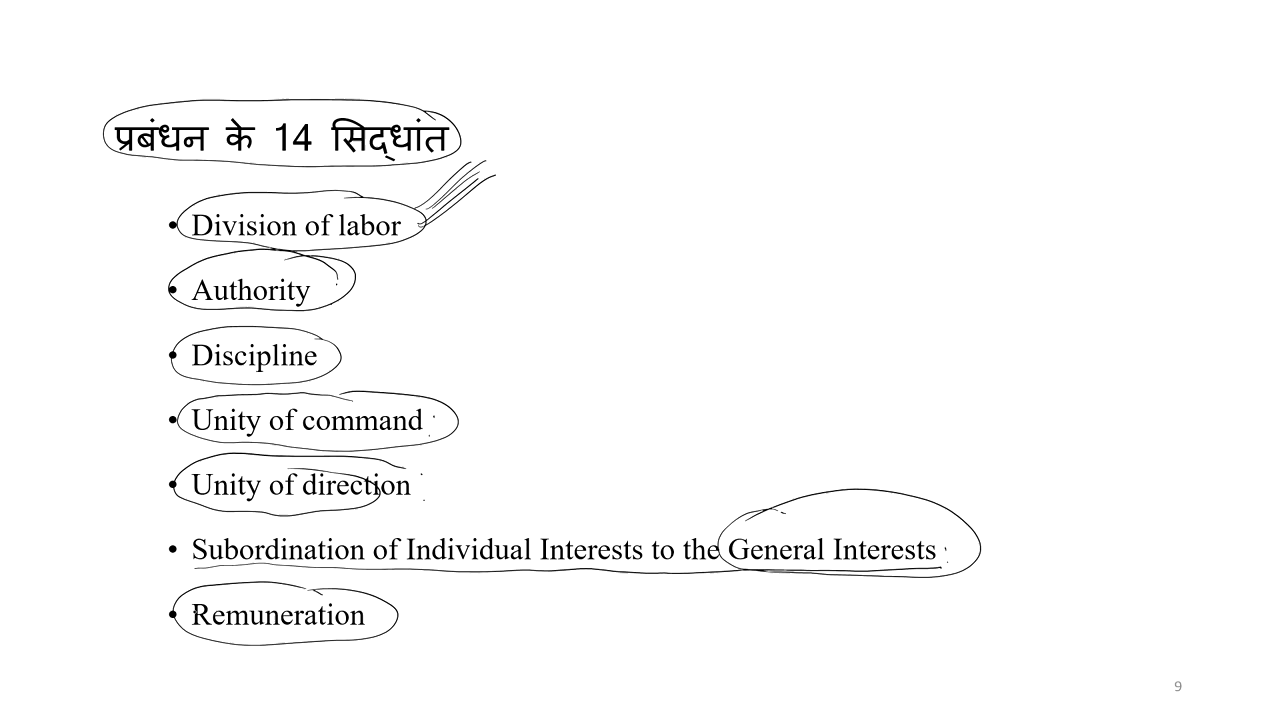 प्रबंधन के 14 सिद्धांत
• Division of labor
• Authority
• Discipline
• Unity of command
• Unity of direction
• Subordination of Individual Interests to the General Interests
• Remuneration
9